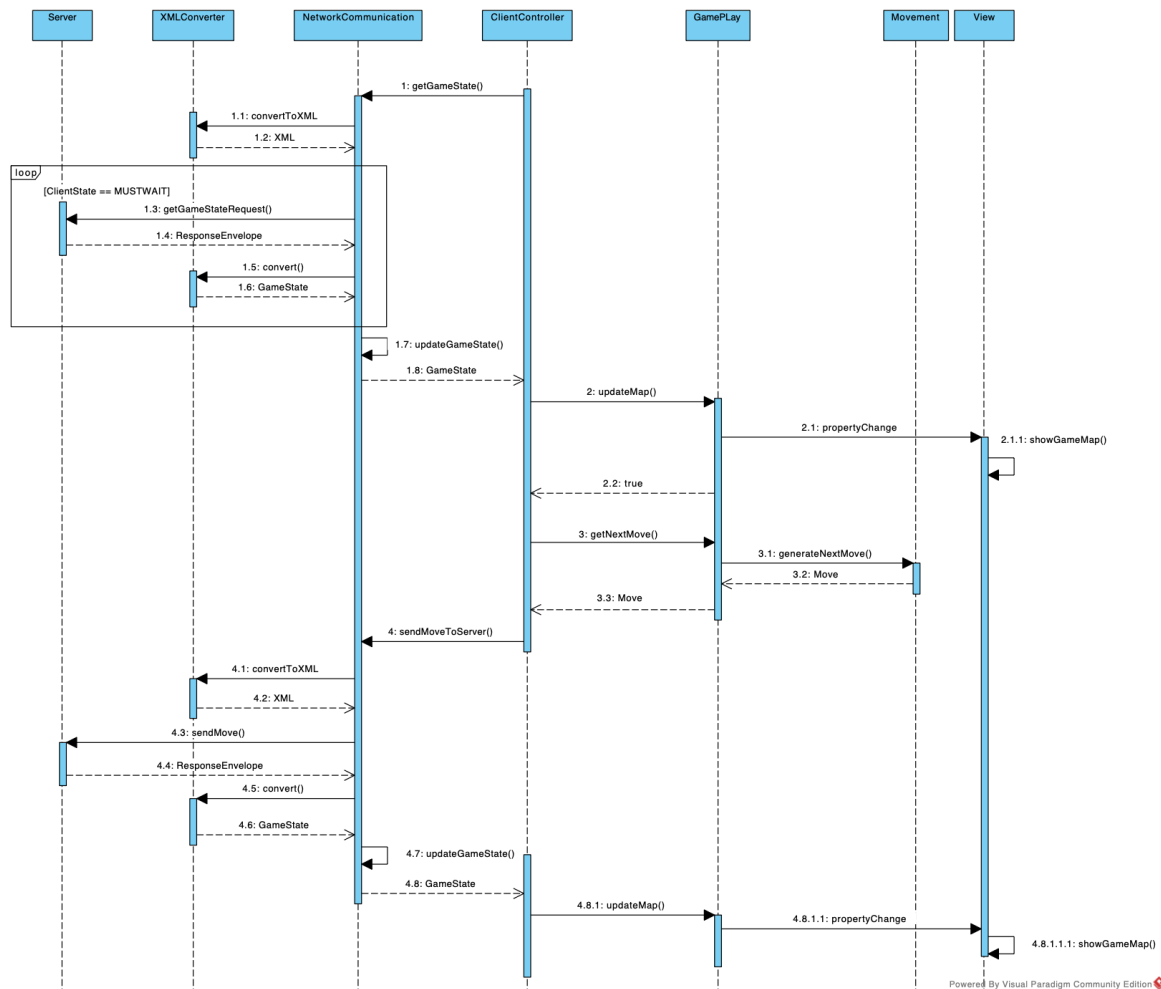 Server
XMLConverter
NetworkCommunication
ClientController
GamePLay
Movement
View
1: getGameState()
1.1: convertToXML
1.2: XML
loop
[ClientState == MUSTWAIT]
1.3: getGameStateRequest()
1.4: ResponseEnvelope
1.5: convert()
1.6: GameState
1.7: updateGameState()
1.8: GameState
2: updateMap()
2.1: propertyChange
2.1.1: showGameMap()
2.2: true
3: getNextMove()
3.1: generateNextMove()
3.2: Move
3.3: Move
4: sendMoveToServer()
4.1: convertToXML
4.2: XML
4.3: sendMove()
4.4: ResponseEnvelope
4.5: convert()
4.6: GameState
4.7: updateGameState()
4.8: GameState
4.8.1: updateMap()
4.8.1.1: propertyChange
4.8.1.1.1: showGameMap()
Powered By Visual Paradigm Community Edition